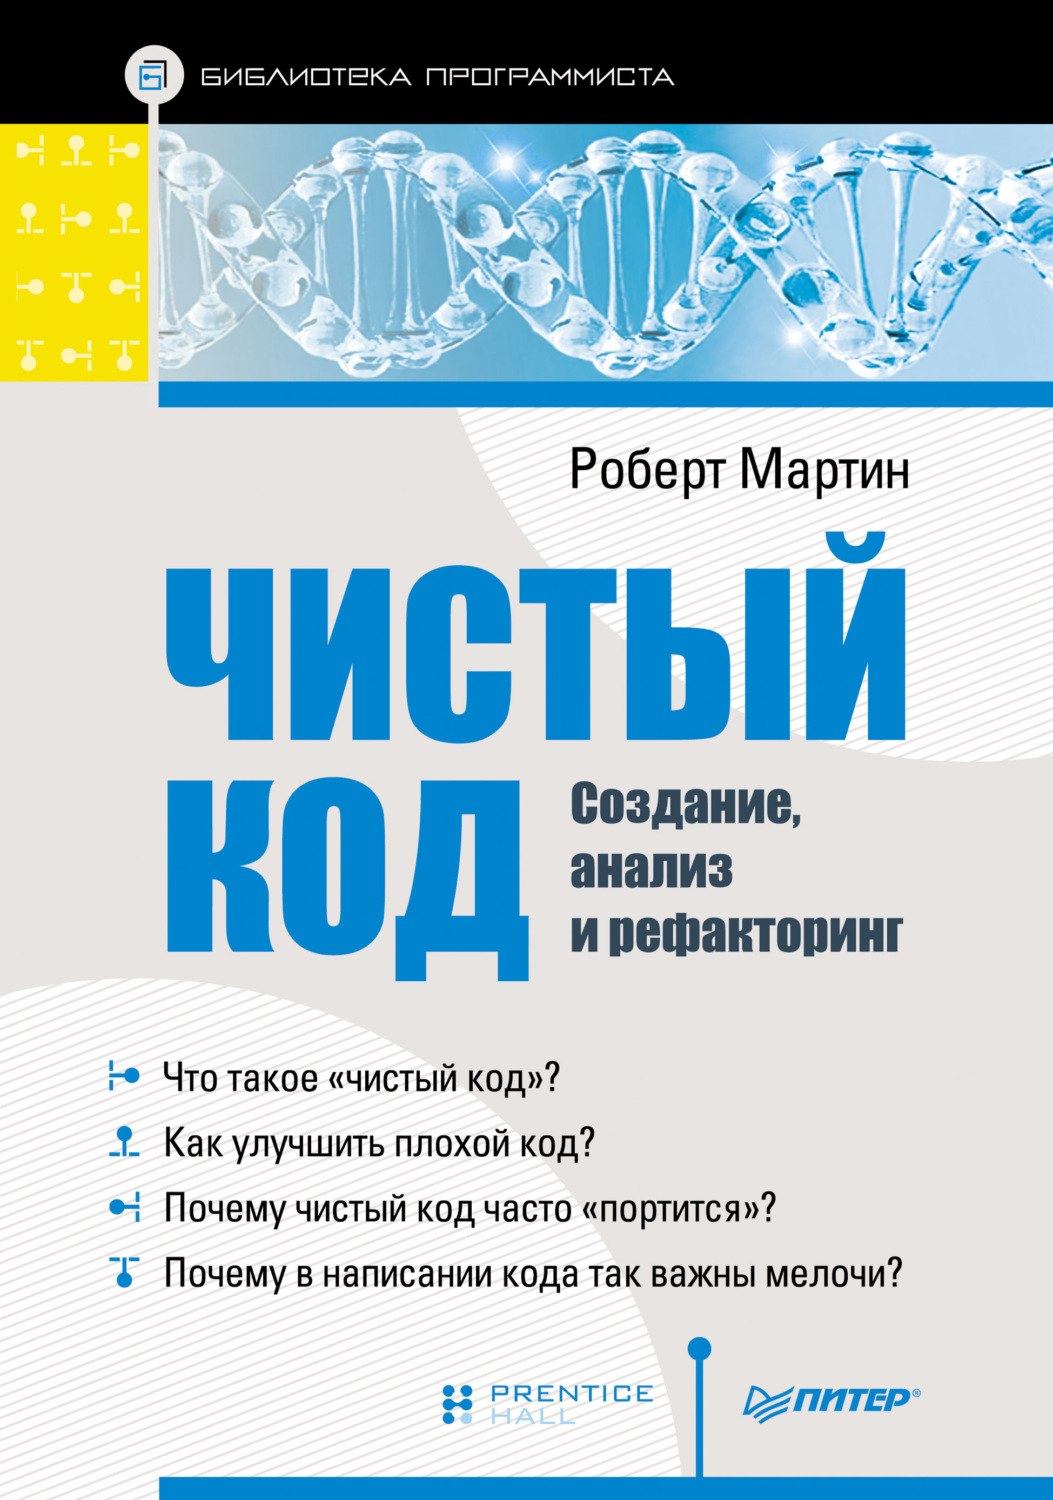 БИБЛИОТЕКА ПРОГРАММИСТА
Роберт Мартин
ЧИСТЫЙ
КОД
Создание,
анализ
и рефакторинг
Что такое «чистый код»?
Как улучшить плохой код?
Почему чистый код часто «портится»?
Почему в написании кода так важны мелочи?
PRENTICE
HALL
ПИТЕР®